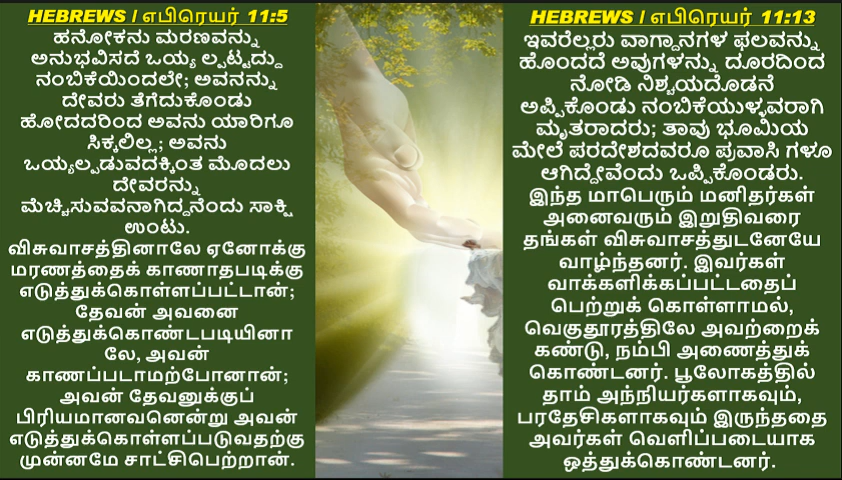 HEBREWS / எபிரெயர் 11:5
ಹನೋಕನು ಮರಣವನ್ನು
ಅನುಭವಿಸದೆ ಒಯ್ಯಲ್ಪಟ್ಟದ್ದು
ನಂಬಿಕೆಯಿಂದಲೇ; ಅವನನ್ನು
ದೇವರು ತೆಗೆದುಕೊಂಡು
ಹೋದದರಿಂದ ಅವನು ಯಾರಿಗೂ
ಸಿಕ್ಕಲಿಲ್ಲ; ಅವನು
ಒಯ್ಯಲ್ಪಡುವದಕ್ಕಿಂತ ಮೊದಲು
ದೇವರನ್ನು
ಮೆಚ್ಚಿಸುವವನಾಗಿದ್ದನೆಂದು ಸಾಕ್ಷಿ
ಉಂಟು.
விசுவாசத்தினாலே ஏனோக்கு
மரணத்தைக் காணாதபடிக்கு
எடுத்துக்கொள்ளப்பட்டான்;
தேவன் அவனை
எடுத்துக்கொண்டபடியினா
லே, அவன்
காணப்படாமற்போனான்;
அவன் தேவனுக்குப்
பிரியமானவனென்று அவன்
எடுத்துக்கொள்ளப்படுவதற்கு
முன்னமே சாட்சிபெற்றான்.
HEBREWS / எபிரெயர் 11:13
ಇವರೆಲ್ಲರು ವಾಗ್ದಾನಗಳ ಫಲವನ್ನು
ಹೊಂದದೆ ಅವುಗಳನ್ನು ದೂರದಿಂದ
ನೋಡಿ ನಿಶ್ಚಯದೊಡನೆ
ಅಪ್ಪಿಕೊಂಡು ನಂಬಿಕೆಯುಳ್ಳವರಾಗಿ
ಮೃತರಾದರು; ತಾವು ಭೂಮಿಯ
ಮೇಲೆ ಪರದೇಶದವರೂ ಪ್ರವಾಸಿ ಗಳೂ
ಆಗಿದ್ದೇವೆಂದು ಒಪ್ಪಿಕೊಂಡರು.
இந்த மாபெரும் மனிதர்கள்
அனைவரும் இறுதிவரை
தங்கள் விசுவாசத்துடனேயே
வாழ்ந்தனர். இவர்கள்
வாக்களிக்கப்பட்டதைப்
பெற்றுக் கொள்ளாமல்,
வெகுதூரத்திலே அவற்றைக்
கண்டு, நம்பி அணைத்துக்
கொண்டனர். பூலோகத்தில்
தாம் அந்நியர்களாகவும்,
பரதேசிகளாகவும் இருந்ததை
அவர்கள் வெளிப்படையாக
ஒத்துக்கொண்டனர்.